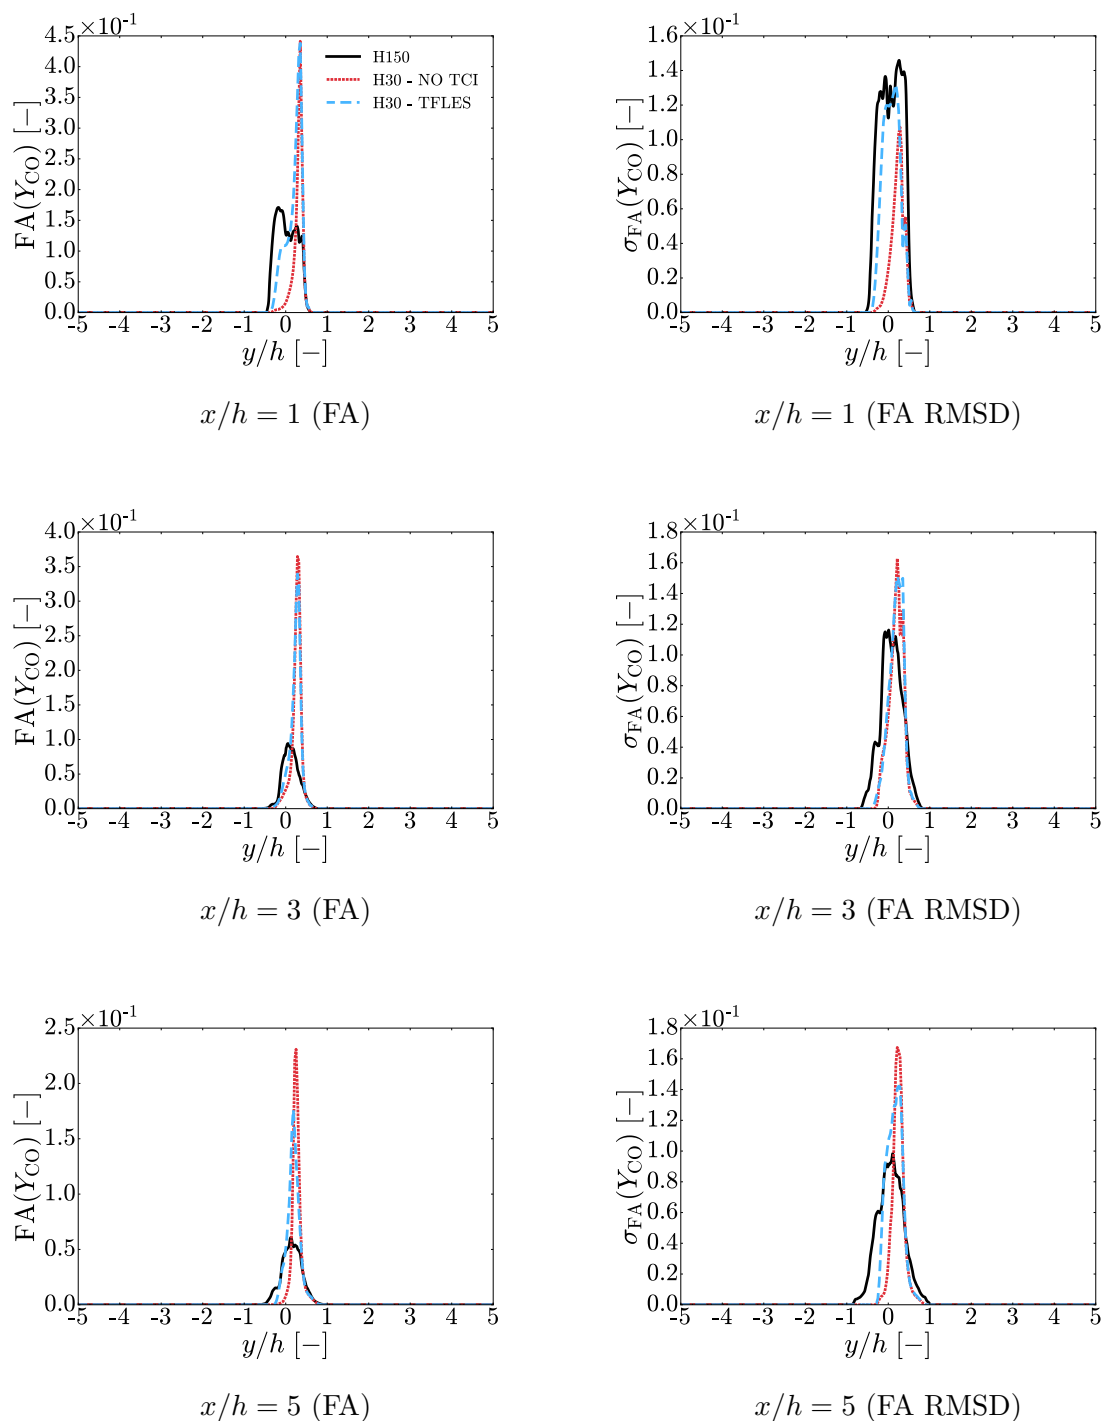 4.5 ×10⁻¹
4.0
3.5
3.0
2.5
2.0
1.5
1.0
0.5
0.0
FA(Y_CO) [−]
H150
H30 - NO TCI
H30 - TFLES
-5 -4 -3 -2 -1 0 1 2 3 4 5
y/h [−]
x/h = 1 (FA)
1.6 ×10⁻¹
1.4
1.2
1.0
0.8
0.6
0.4
0.2
0.0
σ_FA(Y_CO) [−]
-5 -4 -3 -2 -1 0 1 2 3 4 5
y/h [−]
x/h = 1 (FA RMSD)
4.0 ×10⁻¹
3.5
3.0
2.5
2.0
1.5
1.0
0.5
0.0
FA(Y_CO) [−]
-5 -4 -3 -2 -1 0 1 2 3 4 5
y/h [−]
x/h = 3 (FA)
1.8 ×10⁻¹
1.6
1.4
1.2
1.0
0.8
0.6
0.4
0.2
0.0
σ_FA(Y_CO) [−]
-5 -4 -3 -2 -1 0 1 2 3 4 5
y/h [−]
x/h = 3 (FA RMSD)
2.5 ×10⁻¹
2.0
1.5
1.0
0.5
0.0
FA(Y_CO) [−]
-5 -4 -3 -2 -1 0 1 2 3 4 5
y/h [−]
x/h = 5 (FA)
1.8 ×10⁻¹
1.6
1.4
1.2
1.0
0.8
0.6
0.4
0.2
0.0
σ_FA(Y_CO) [−]
-5 -4 -3 -2 -1 0 1 2 3 4 5
y/h [−]
x/h = 5 (FA RMSD)